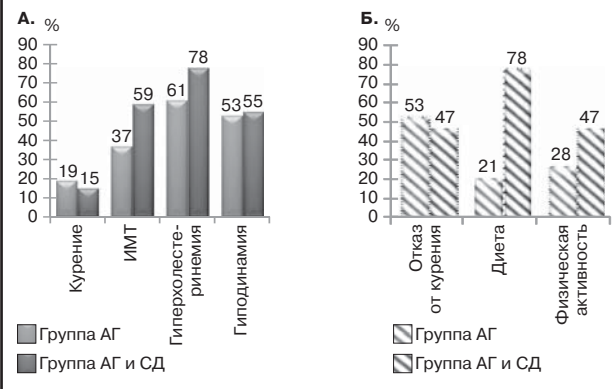 А.
%
90
80
70
60
50
40
30
20
10
0
19 15
37 59
61 78
53 55
Курение
ИМТ
Гиперхолесте-
ринемия
Гиподинамия
Группа АГ
Группа АГ и СД
Б.
%
90
80
70
60
50
40
30
20
10
0
53 47
21 78
28 47
Отказ
от курения
Диета
Физическая
активность
Группа АГ
Группа АГ и СД